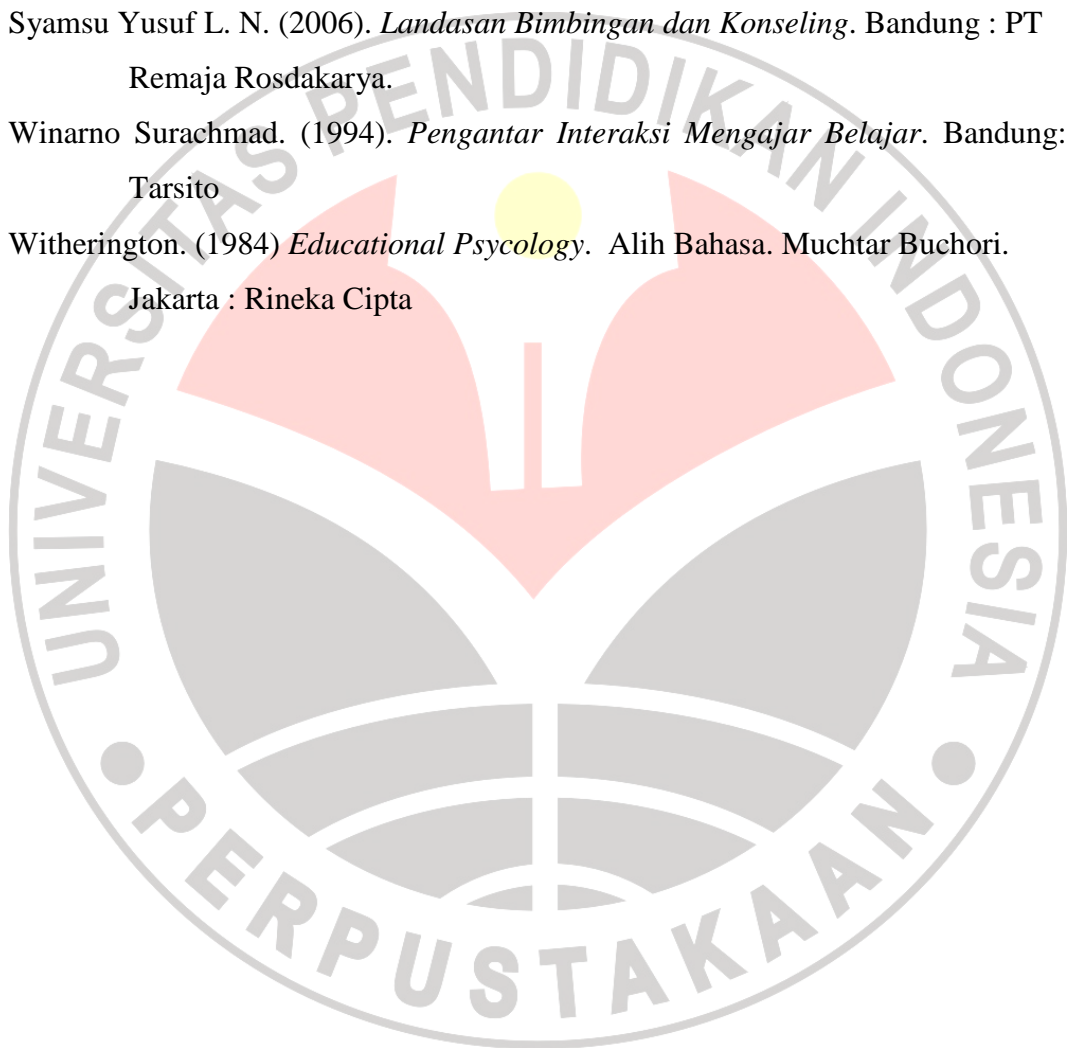 Syamsu Yusuf L. N. (2006). Landasan Bimbingan dan Konseling. Bandung : PT
Remaja Rosdakarya.
Winarno Surachmad. (1994). Pengantar Interaksi Mengajar Belajar. Bandung:
Tarsito
Witherington. (1984) Educational Psycology. Alih Bahasa. Muchtar Buchori.
Jakarta : Rineka Cipta
UNIVERSITAS PENDIDIKAN INDONESIA
PERPUSTAKAAN